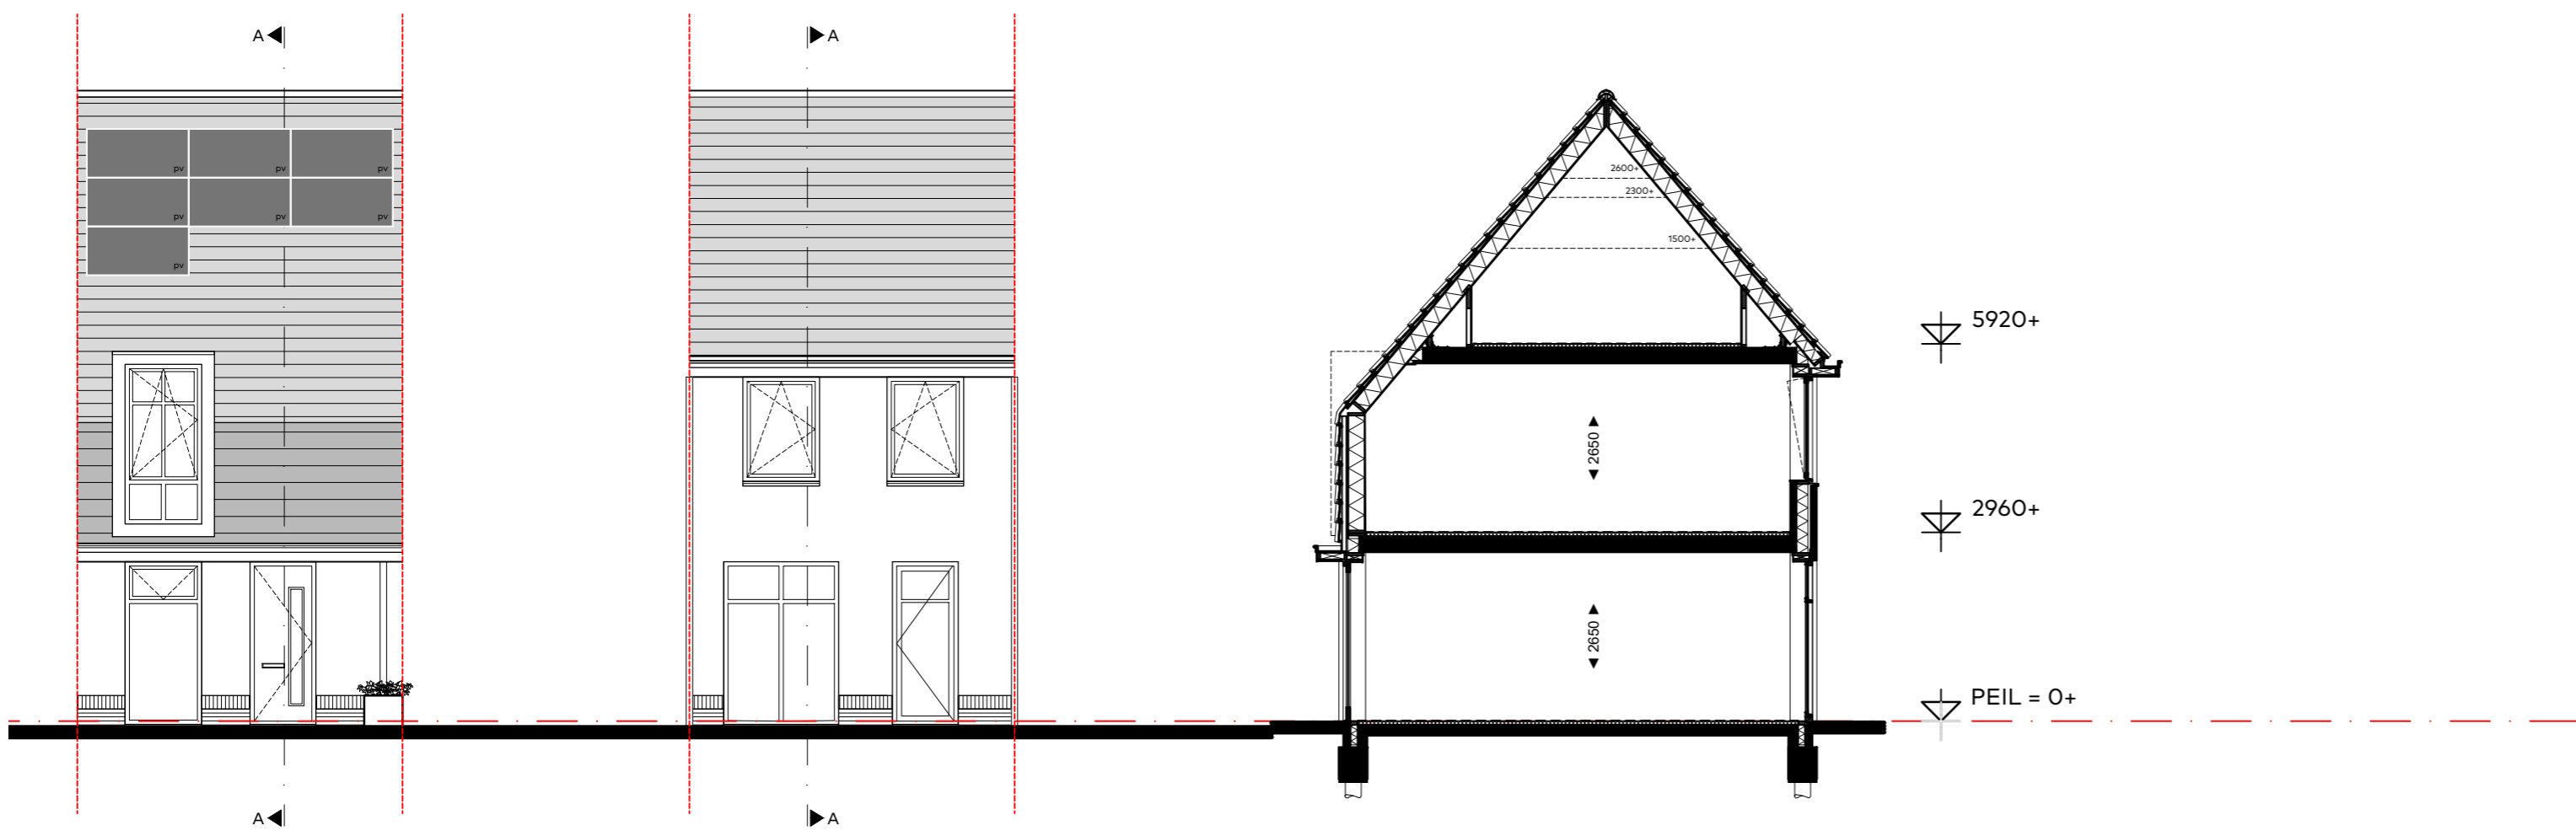 A
A
pv
pv
pv
pv
pv
pv
pv
2600+
2300+
1500+
5920+
2650
2960+
2650
PEIL = 0+
A
A